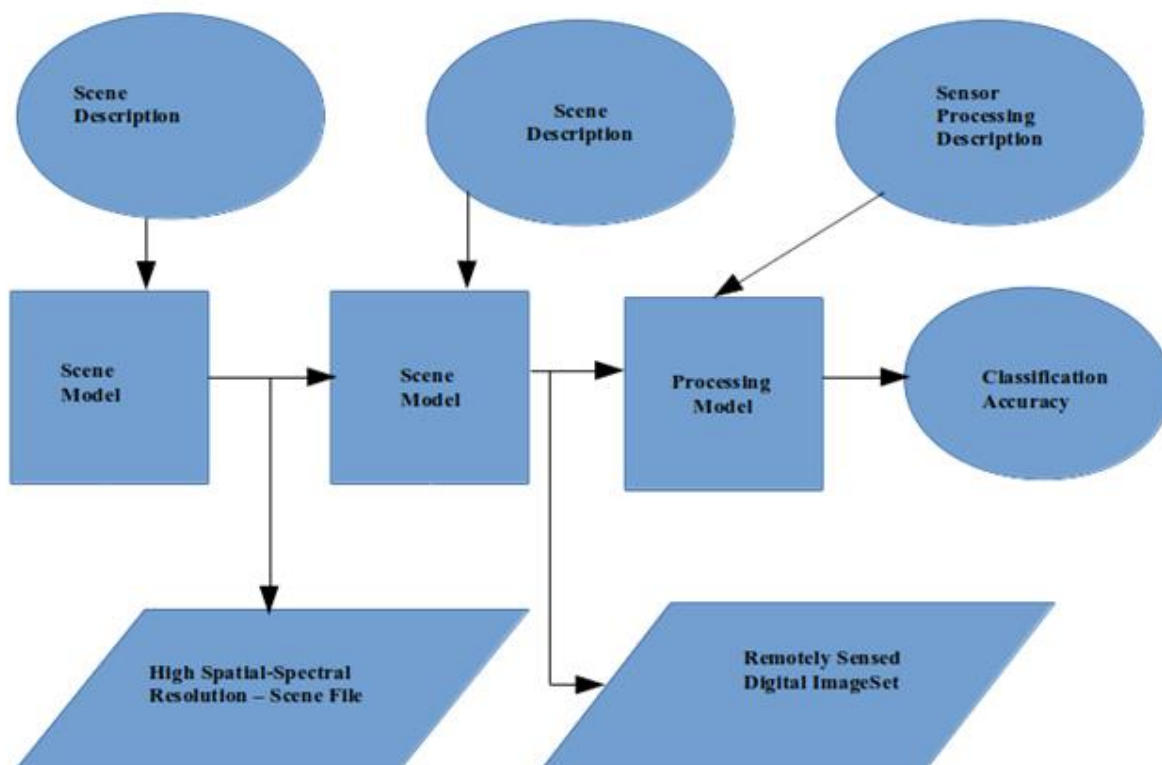 Scene
Description
Scene
Description
Sensor
Processing
Description
Scene
Model
Scene
Model
Processing
Model
Classification
Accuracy
High Spatial-Spectral
Resolution – Scene File
Remotely Sensed
Digital ImageSet